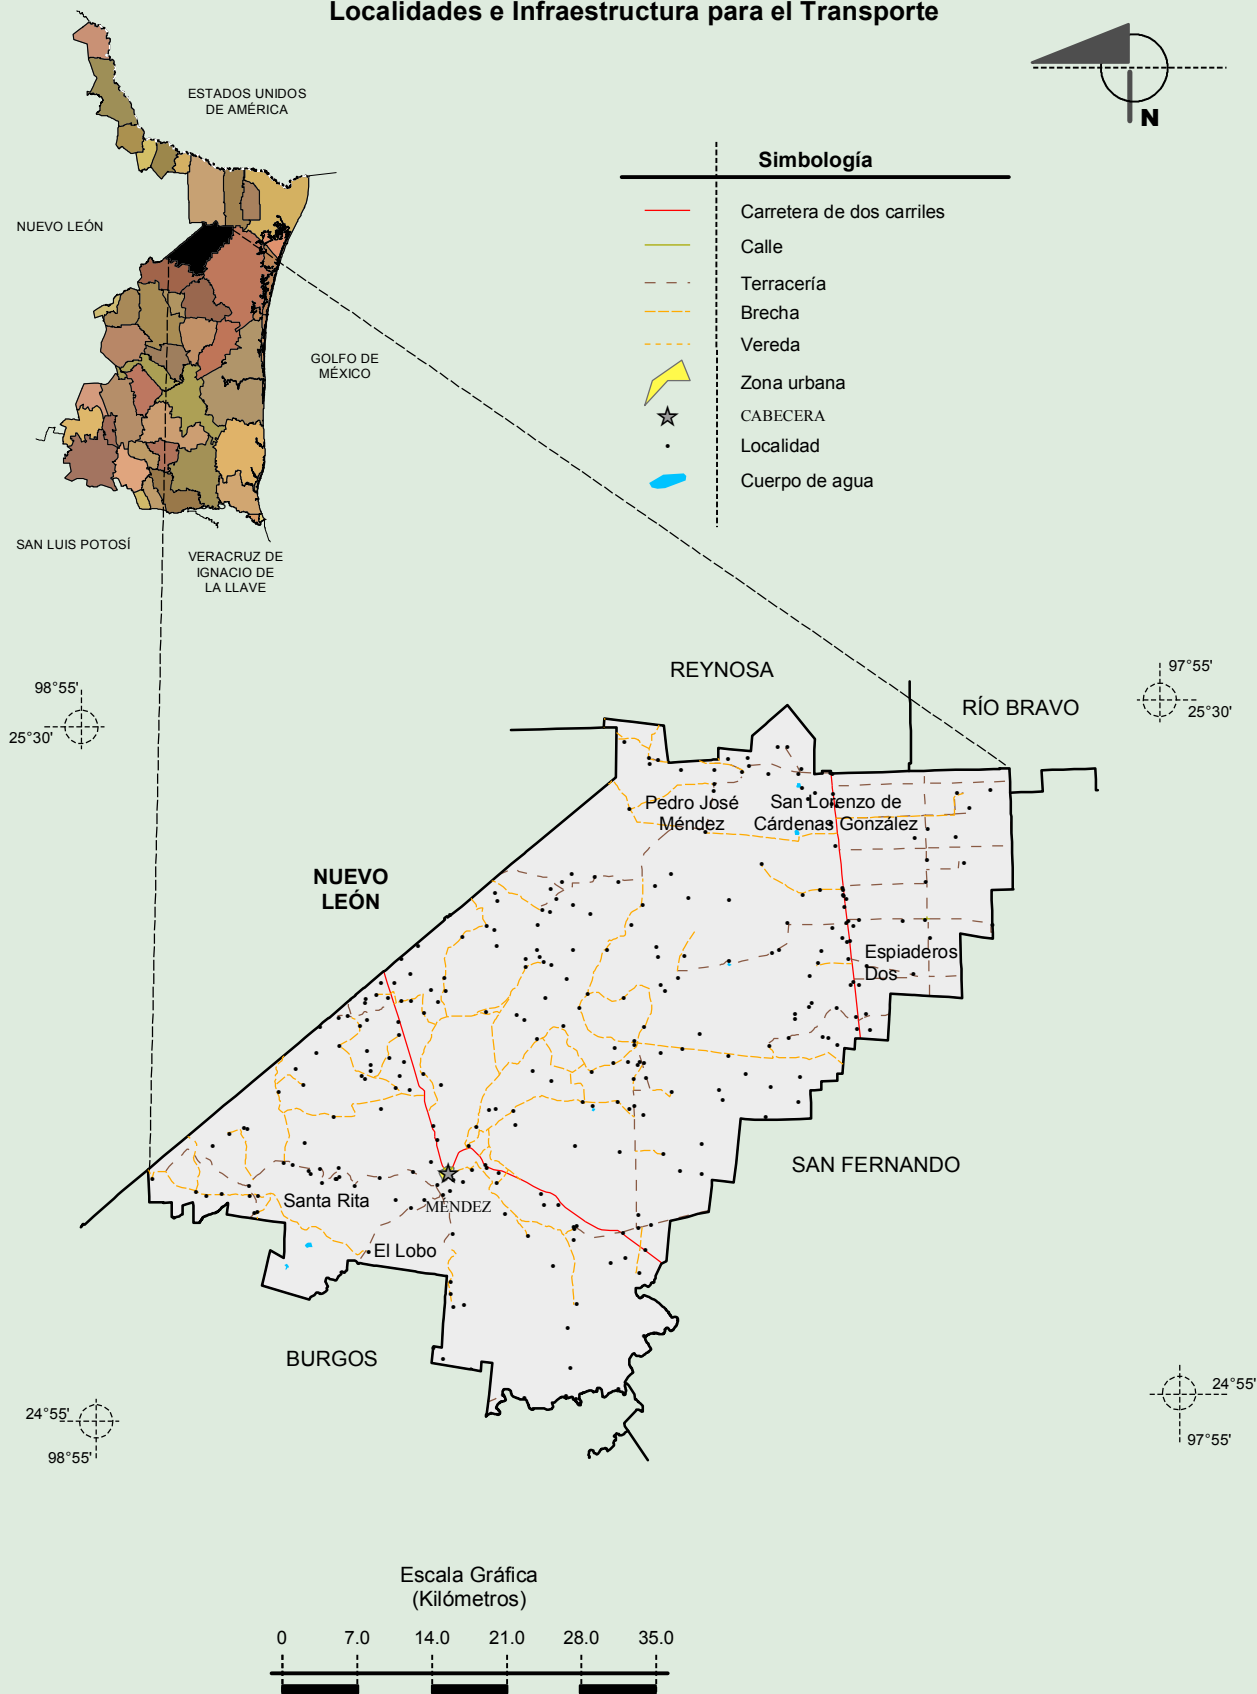 Localidades e Infraestructura para el Transporte
ESTADOS UNIDOS
DE AMÉRICA
N
NUEVO LEÓN
GOLFO DE
MÉXICO
SAN LUIS POTOSÍ
VERACRUZ DE
IGNACIO DE
LA LLAVE
Simbología
Carretera de dos carriles
Calle
Terracería
Brecha
Vereda
Zona urbana
CABECERA
Localidad
Cuerpo de agua
98°55'
25°30'
97°55'
25°30'
REYNOSA
RÍO BRAVO
Pedro José
Méndez
San Lorenzo de
Cárdenas González
NUEVO
LEÓN
Espiaderos
Dos
SAN FERNANDO
Santa Rita
MÉNDEZ
El Lobo
BURGOS
24°55'
98°55'
24°55'
97°55'
Escala Gráfica
(Kilómetros)
0 7.0 14.0 21.0 28.0 35.0